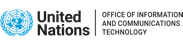 United
Nations
OFFICE OF INFORMATION
AND COMMUNICATIONS
TECHNOLOGY